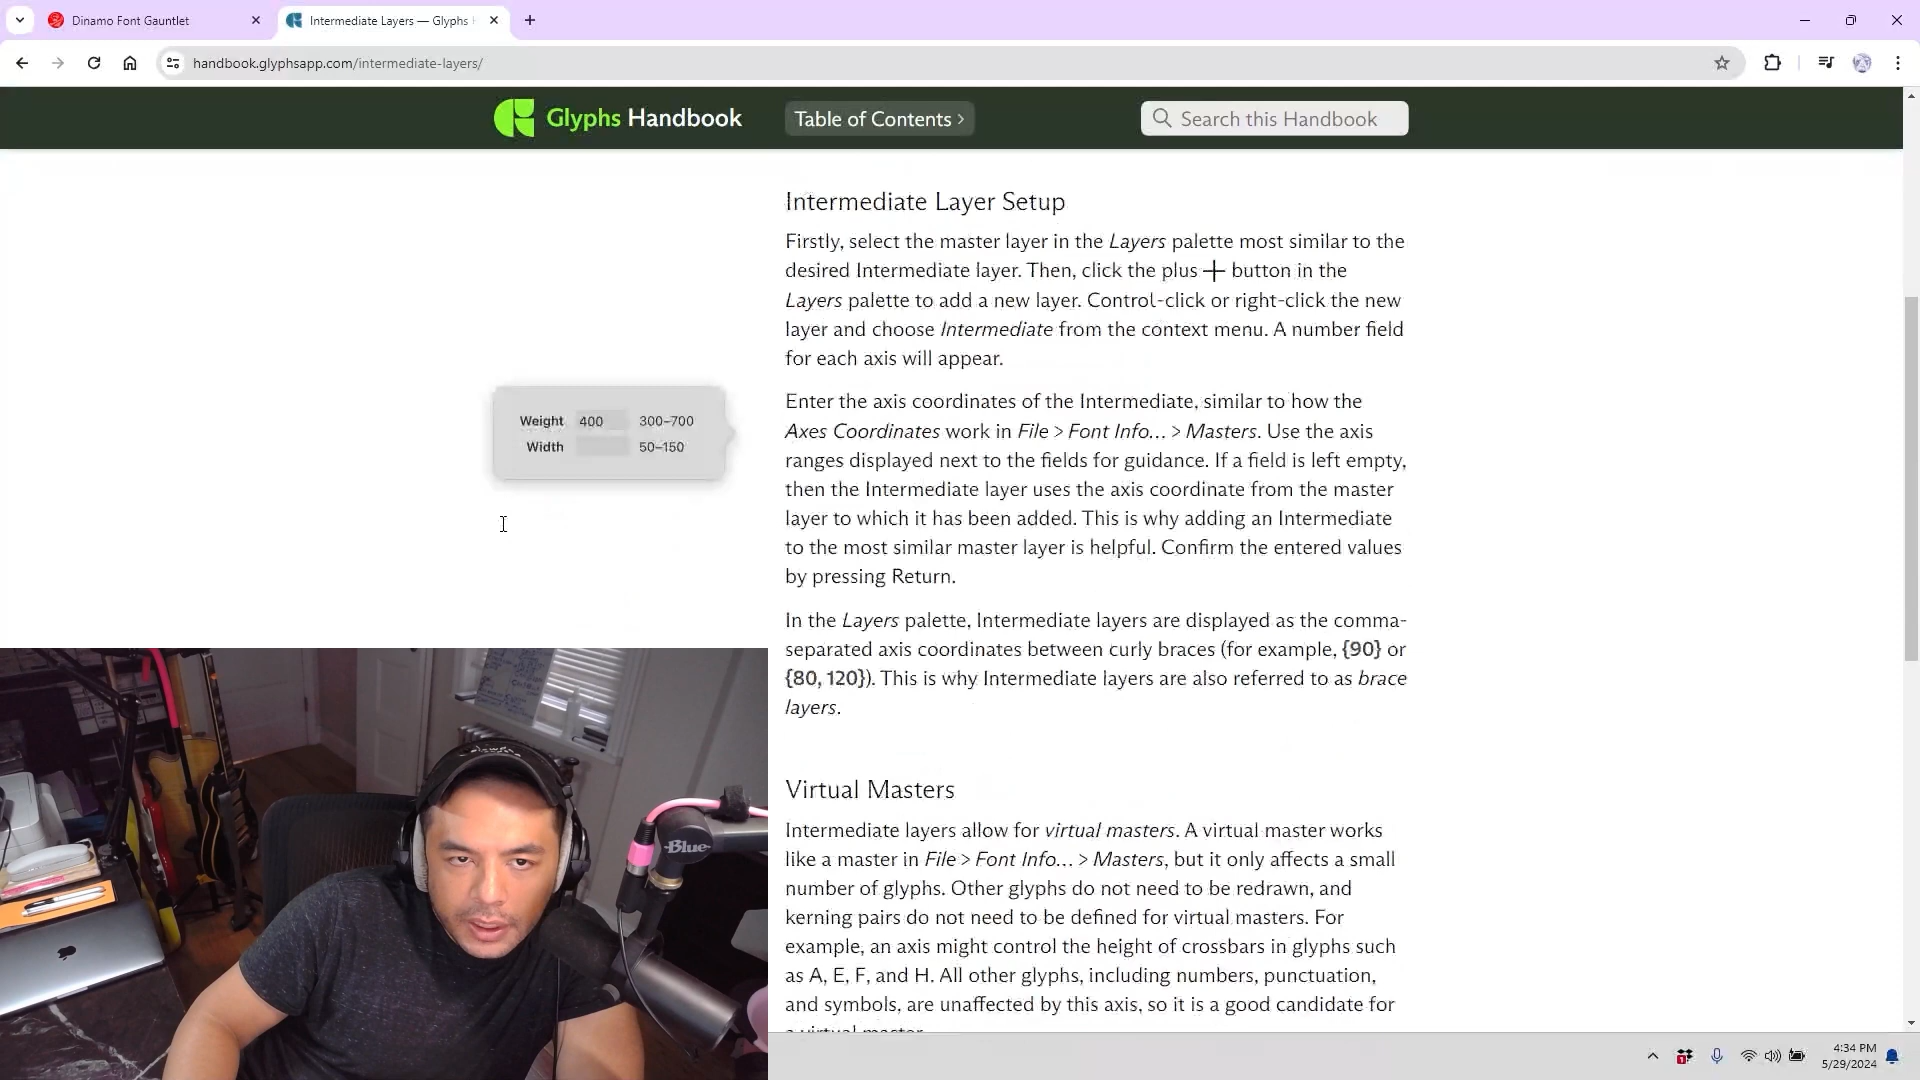 Dinamo Font Gauntlet
Intermediate Layers — Glyphs H
handbook.glyphsapp.com/intermediate-layers/
Glyphs Handbook
Table of Contents >
Search this Handbook
Intermediate Layer Setup
Firstly, select the master layer in the Layers palette most similar to the
desired Intermediate layer. Then, click the plus + button in the
Layers palette to add a new layer. Control-click or right-click the new
layer and choose Intermediate from the context menu. A number field
for each axis will appear.
Weight 400 300–700
Width 50–150
Enter the axis coordinates of the Intermediate, similar to how the
Axes Coordinates work in File > Font Info... > Masters. Use the axis
ranges displayed next to the fields for guidance. If a field is left empty,
then the Intermediate layer uses the axis coordinate from the master
layer to which it has been added. This is why adding an Intermediate
to the most similar master layer is helpful. Confirm the entered values
by pressing Return.
In the Layers palette, Intermediate layers are displayed as the comma-
separated axis coordinates between curly braces (for example, {90} or
{80, 120}). This is why Intermediate layers are also referred to as brace
layers.
Virtual Masters
Intermediate layers allow for virtual masters. A virtual master works
like a master in File > Font Info... > Masters, but it only affects a small
number of glyphs. Other glyphs do not need to be redrawn, and
kerning pairs do not need to be defined for virtual masters. For
example, an axis might control the height of crossbars in glyphs such
as A, E, F, and H. All other glyphs, including numbers, punctuation,
and symbols, are unaffected by this axis, so it is a good candidate for
a virtual master.
Blue
4:34 PM
5/29/2024